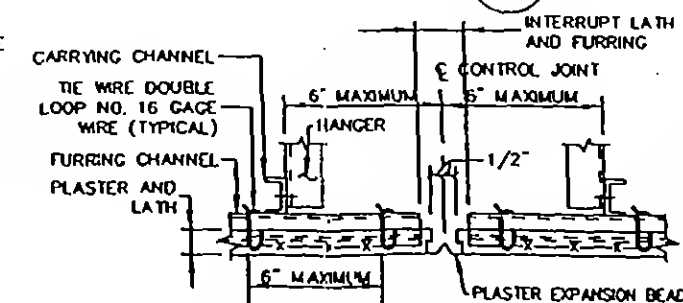 INTERRUPT LATH
AND FURRING
CARRYING CHANNEL
℄ CONTROL JOINT
TIE WIRE DOUBLE
LOOP NO. 16 GAGE
WIRE (TYPICAL)
6" MAXIMUM
6" MAXIMUM
HANGER
FURRING CHANNEL
1/2"
PLASTER AND
LATH
6" MAXIMUM
PLASTER EXPANSION BEAD